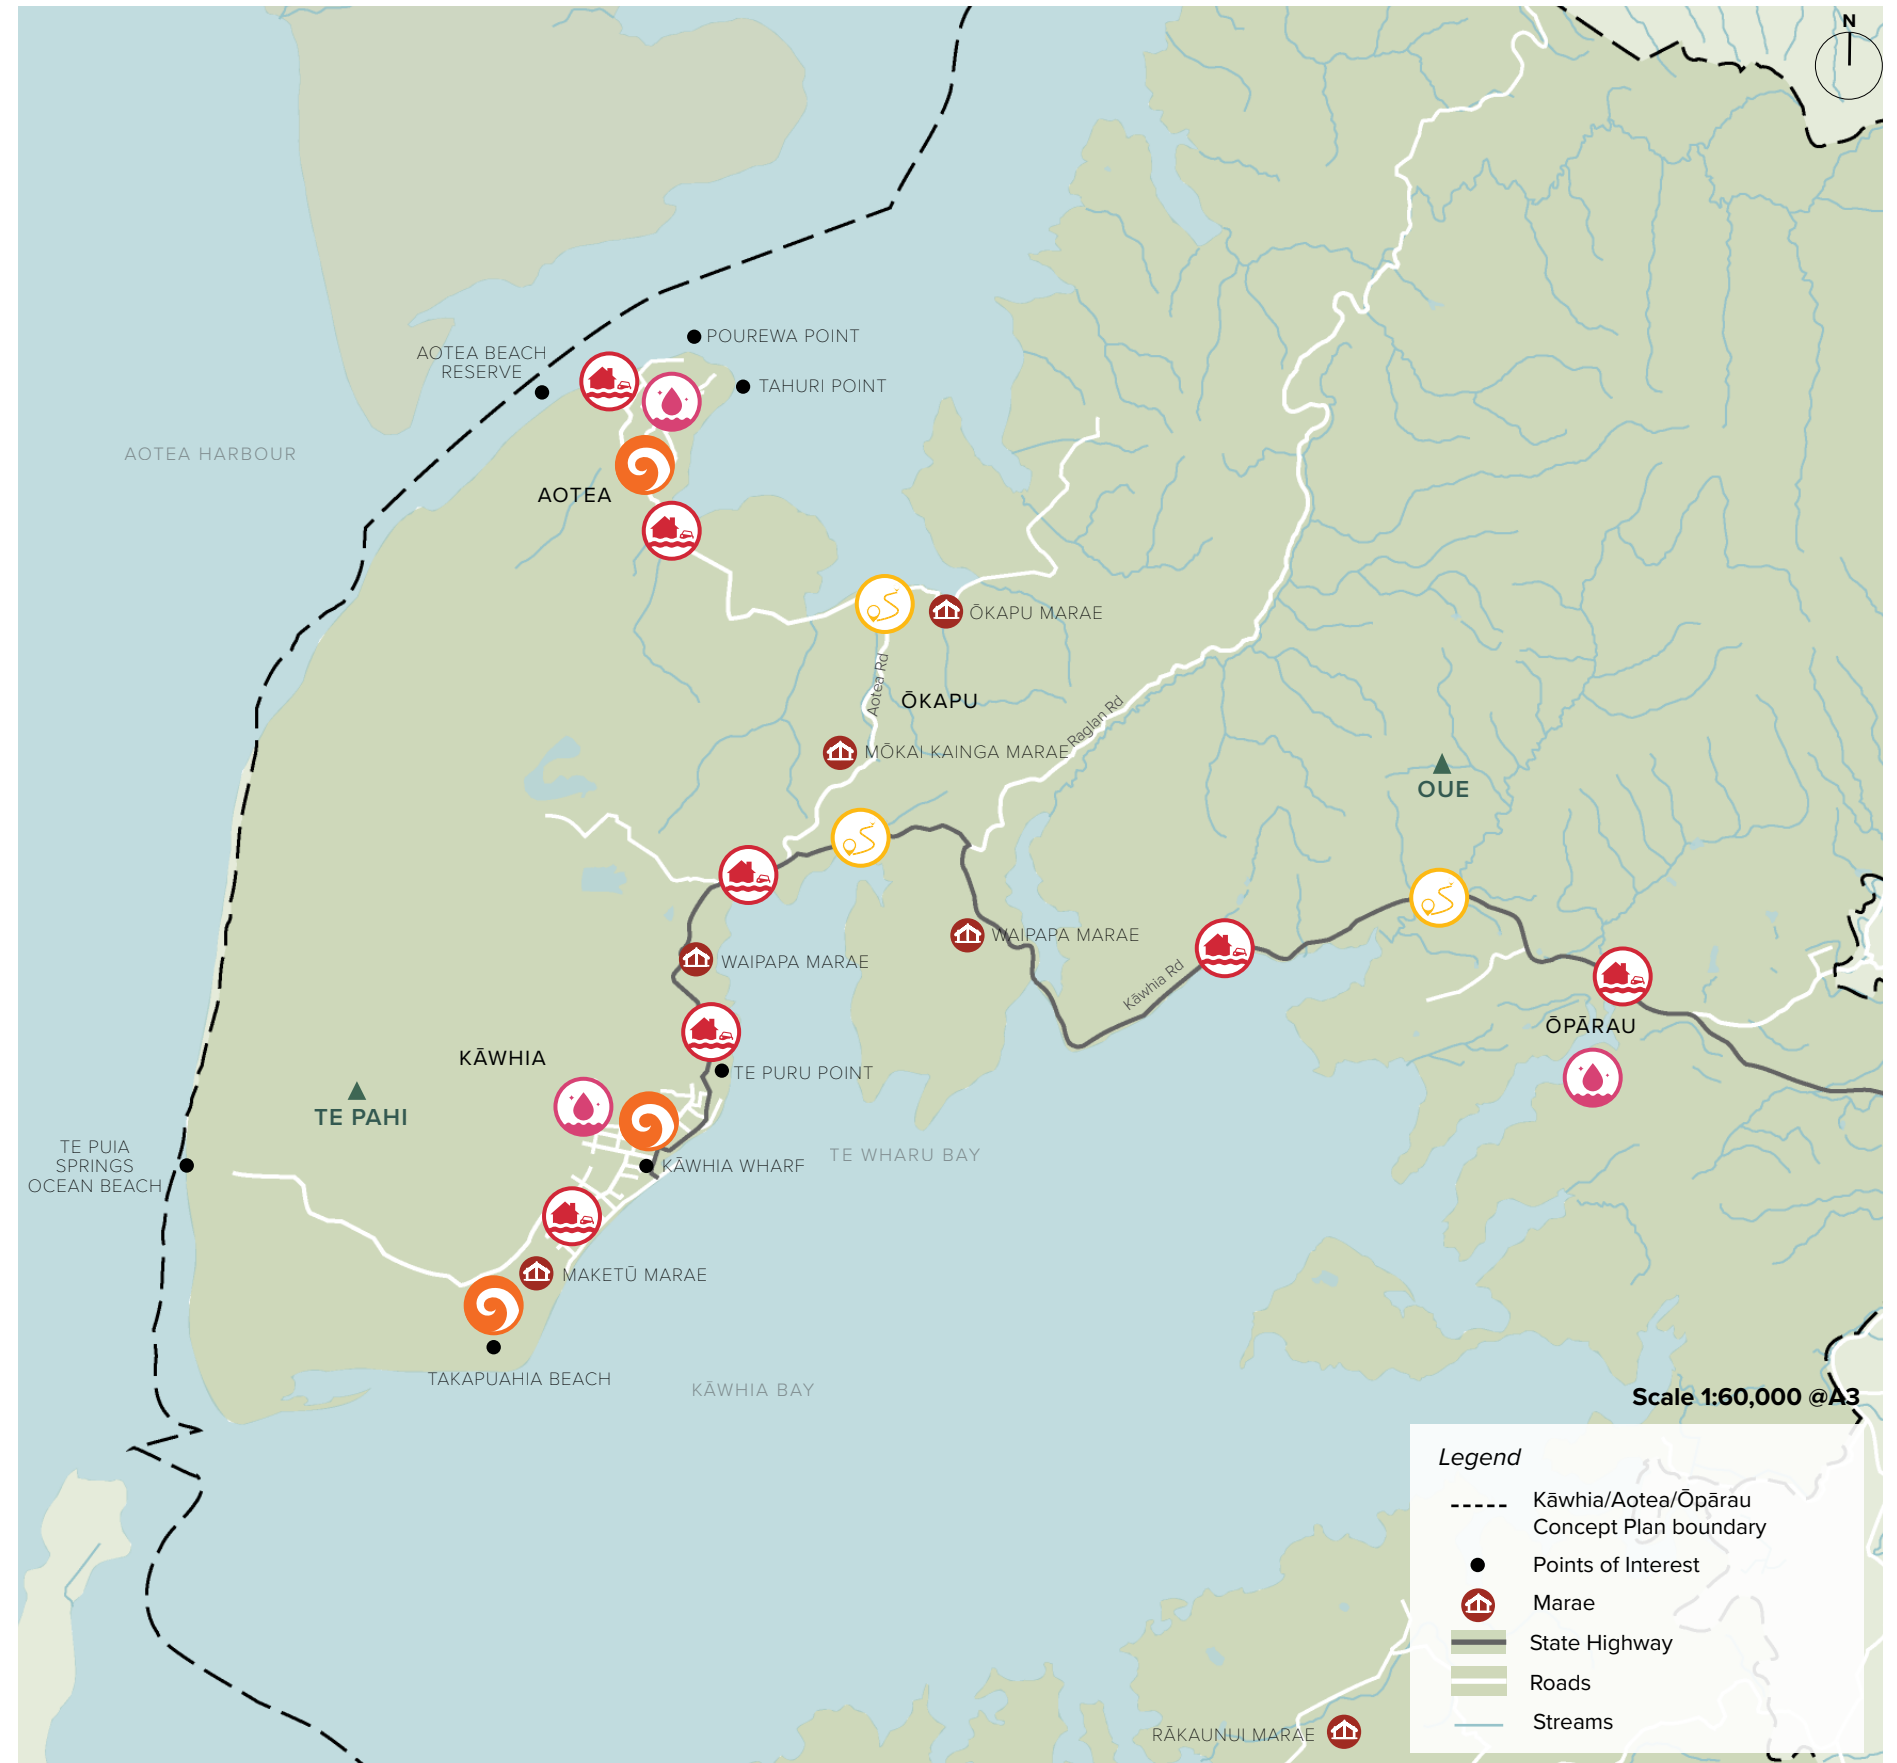 N
POUREWA POINT
AOTEA BEACH
RESERVE
TAHURI POINT
AOTEA HARBOUR
AOTEA
ŌKAPU MARAE
Aotea Rd
ŌKAPU
Raglan Rd
MŌKAI KAINGA MARAE
OUE
WAIPAPA MARAE
WAIPAPA MARAE
Kāwhia Rd
ŌPĀRAU
KĀWHIA
TE PURU POINT
TE PAHI
TE PUIA
SPRINGS
OCEAN BEACH
TE WHARU BAY
KĀWHIA WHARF
MAKETŪ MARAE
TAKAPUAHIA BEACH
KĀWHIA BAY
Scale 1:60,000 @A3
Legend
Kāwhia/Aotea/Ōpārau
Concept Plan boundary
Points of Interest
Marae
State Highway
Roads
Streams
RĀKAUNUI MARAE